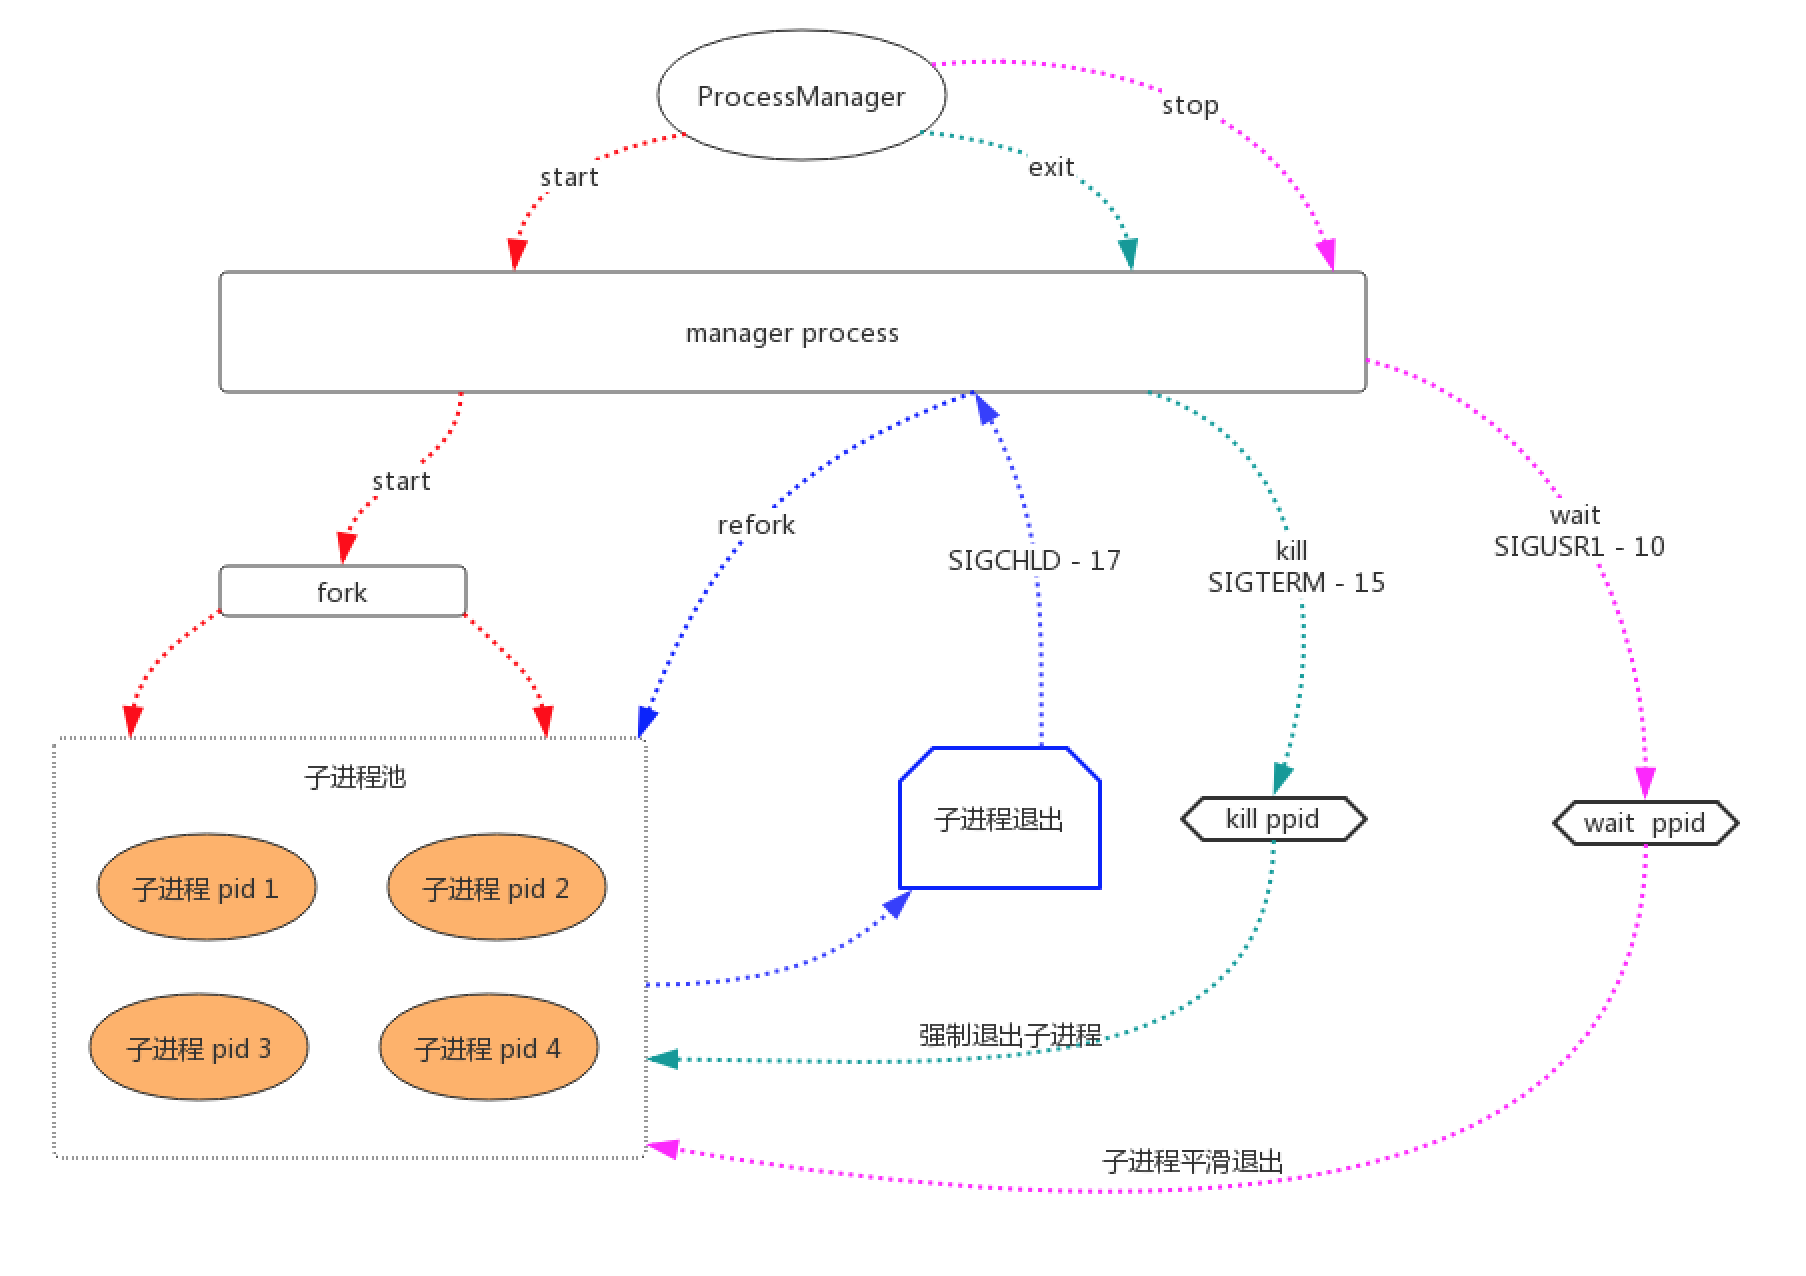 ProcessManager
stop
exit
start
manager process
start
refork
wait
SIGUSR1 - 10
kill
SIGTERM - 15
SIGCHLD - 17
fork
子进程池
子进程退出
kill ppid
wait  ppid
子进程 pid 1
子进程 pid 2
强制退出子进程
子进程 pid 3
子进程 pid 4
子进程平滑退出